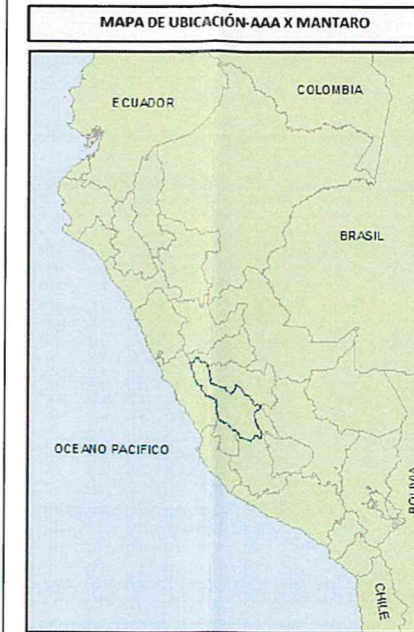 MAPA DE UBICACIÓN-AAA X MANTARO
ECUADOR
COLOMBIA
BRASIL
OCEANO PACIFICO
BOLIVIA
CHILE